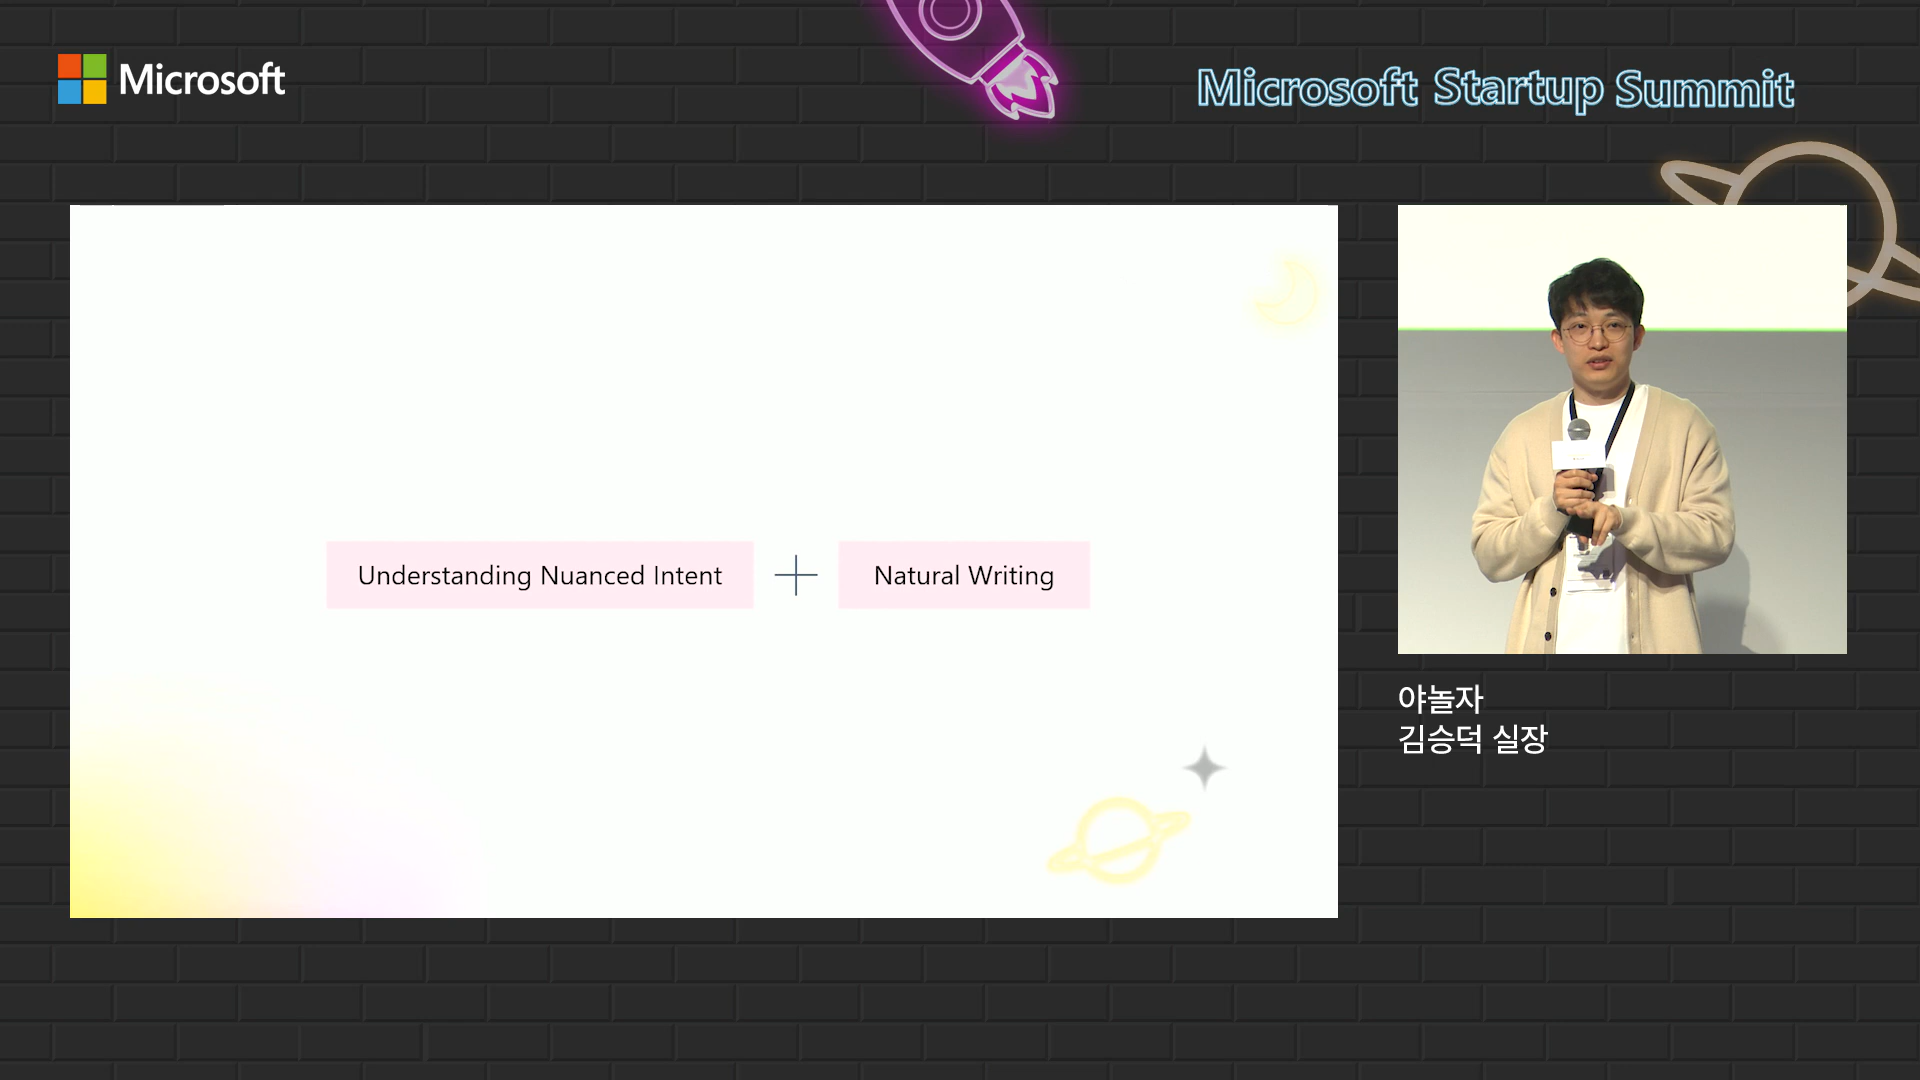 Microsoft
Microsoft Startup Summit
Understanding Nuanced Intent
Natural Writing
야놀자
김승덕 실장